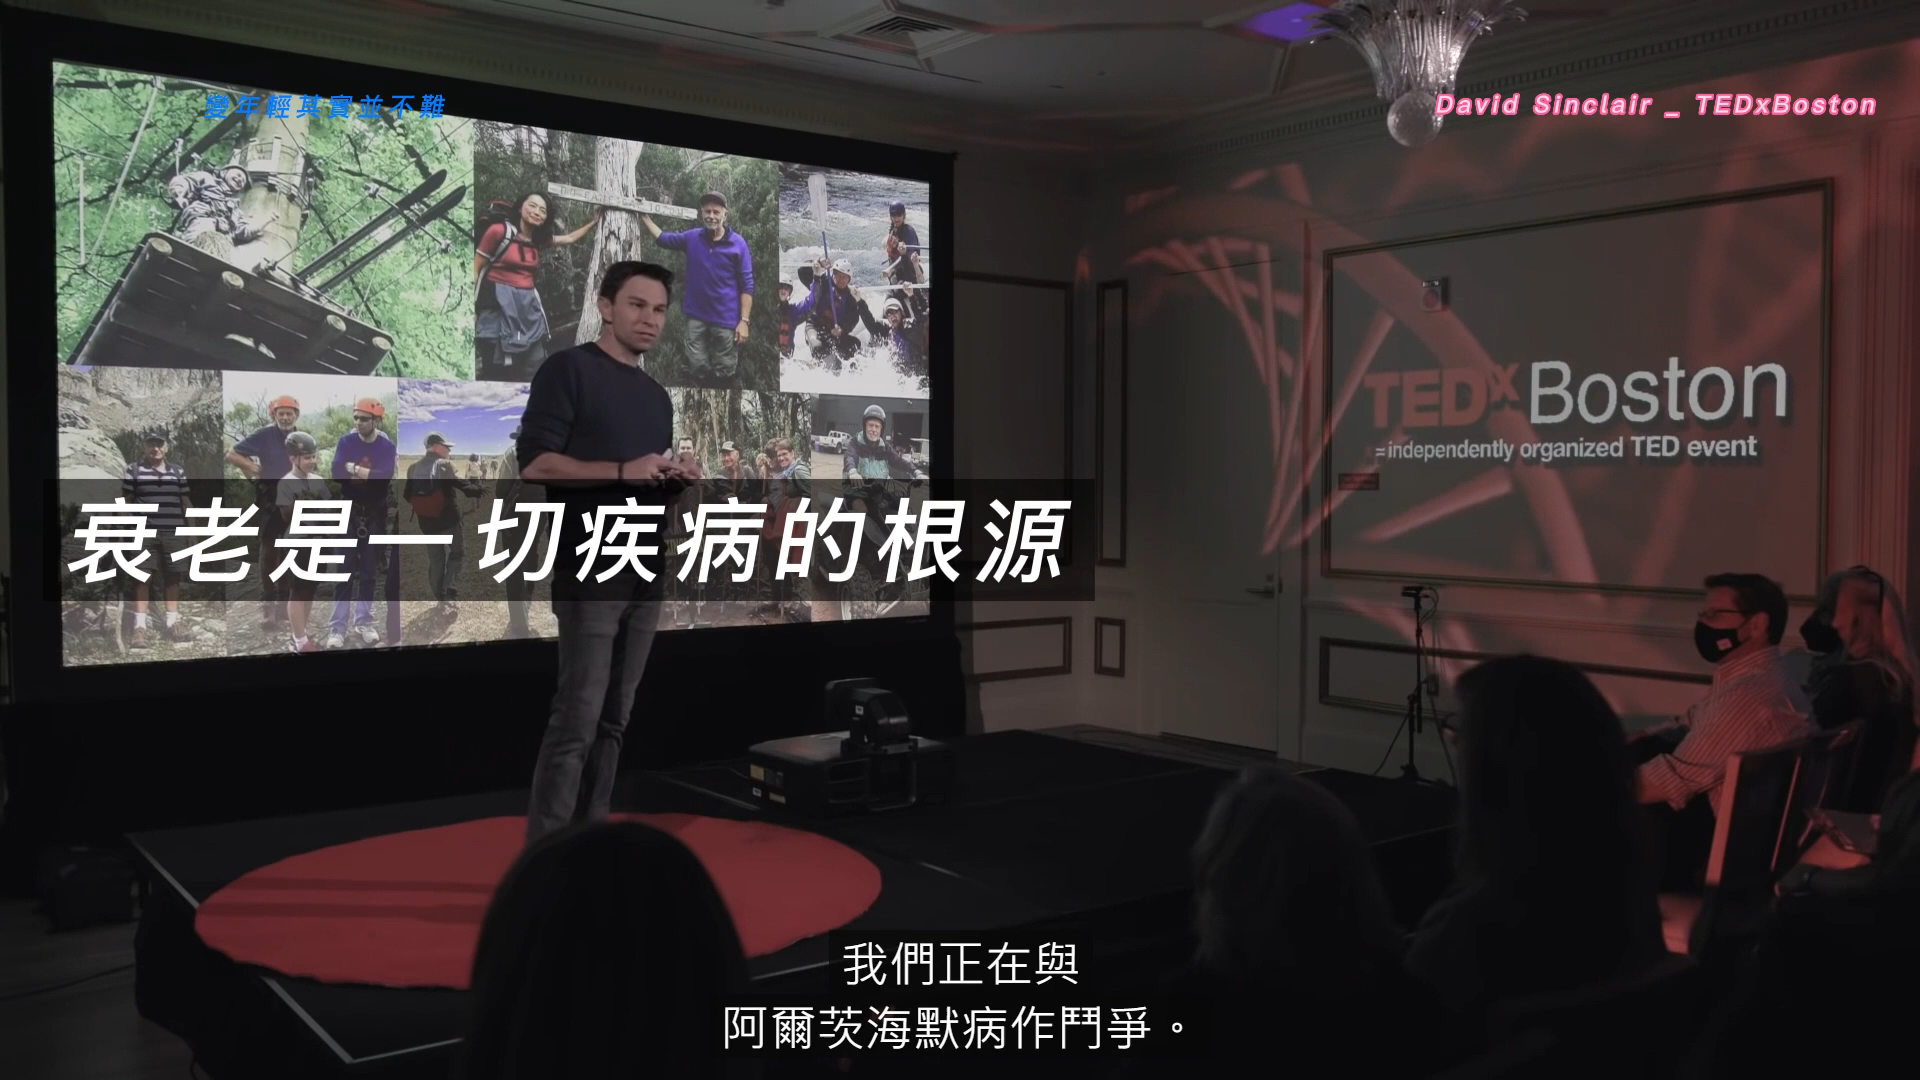 變年輕其實並不難
David Sinclair _ TEDxBoston
TEDxBoston
=independently organized TED event
衰老是一切疾病的根源
我們正在與
阿爾茨海默病作鬥爭。